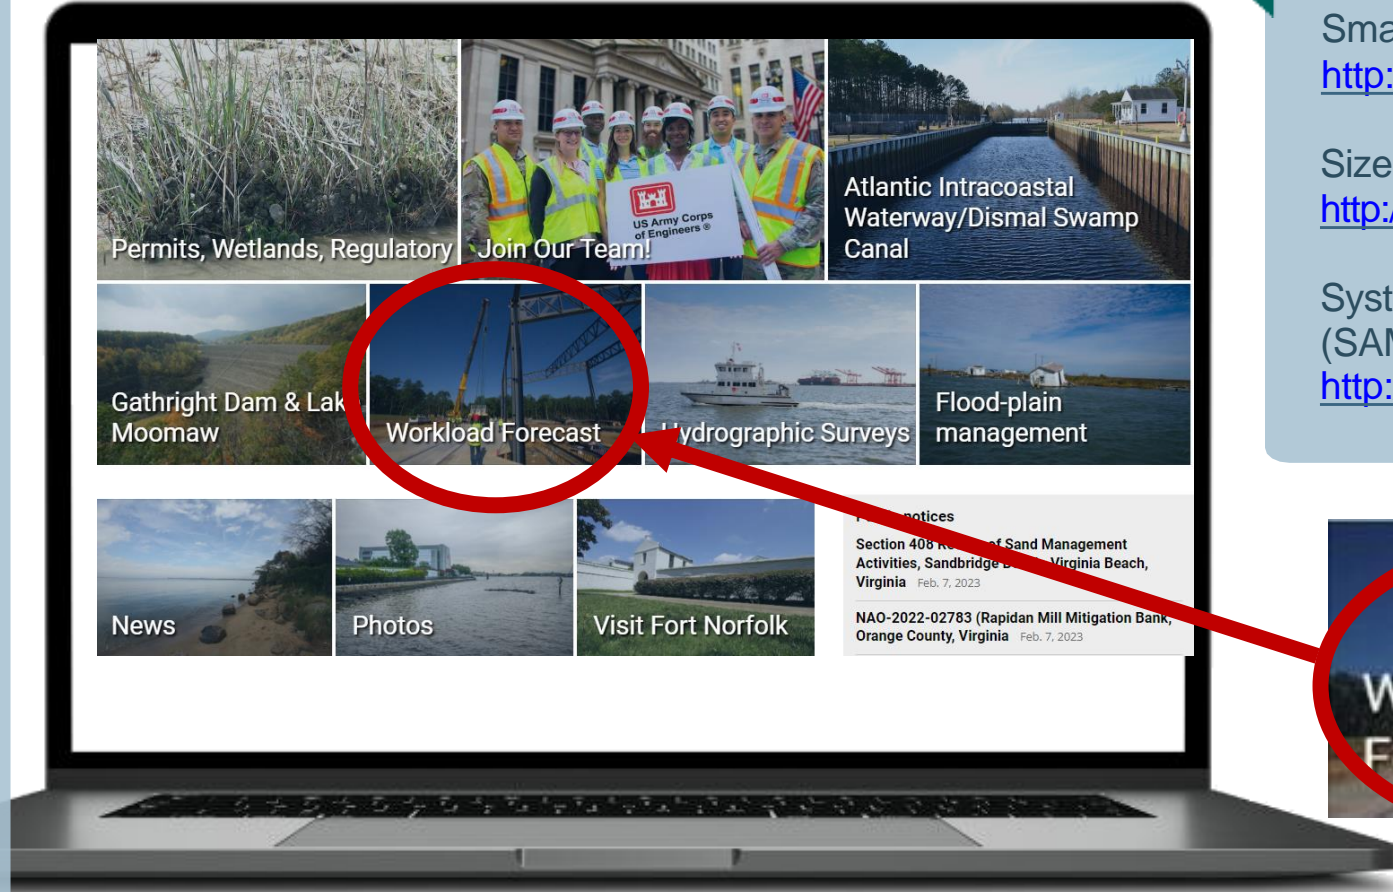 Permits, Wetlands, Regulatory
US Army Corps
of Engineers ®
Join Our Team!
Atlantic Intracoastal
Waterway/Dismal Swamp
Canal
Gathright Dam & Lak
Moomaw
Workload Forecast
Hydrographic Surveys
Flood-plain
management
News
Photos
Visit Fort Norfolk
notices
Section 408 of Sand Management
Activities, Sandbridge Virginia Beach,
Virginia Feb. 7, 2023
NAO-2022-02783 (Rapidan Mill Mitigation Bank,
Orange County, Virginia Feb. 7, 2023
Sma
http:
Size
http:/
Syst
(SAM
http:
W
F